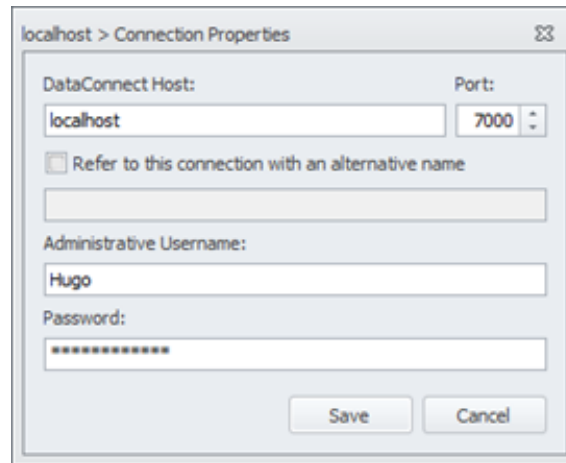 localhost > Connection Properties
DataConnect Host: Port:
localhost 7000
Refer to this connection with an alternative name
Administrative Username:
Hugo
Password:
************
Save Cancel